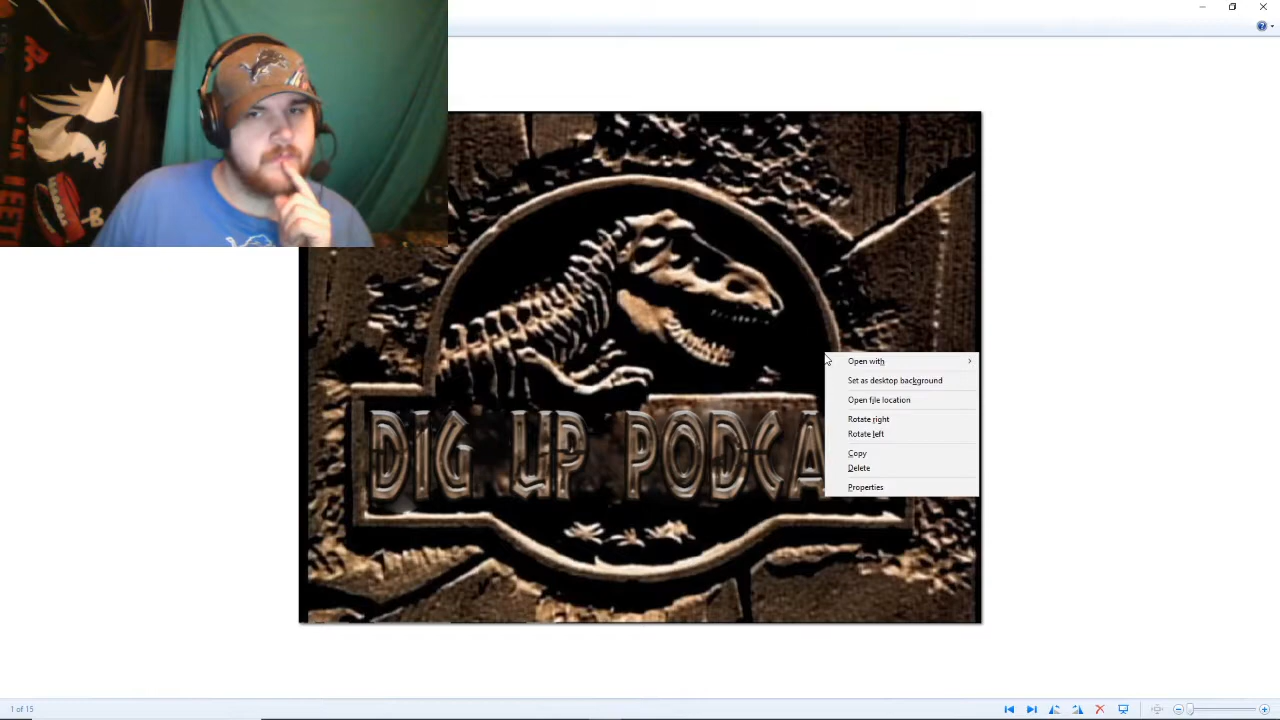 DIG UP PODCA
Open with
Set as desktop background
Open file location
Rotate right
Rotate left
Copy
Delete
Properties
1 of 15